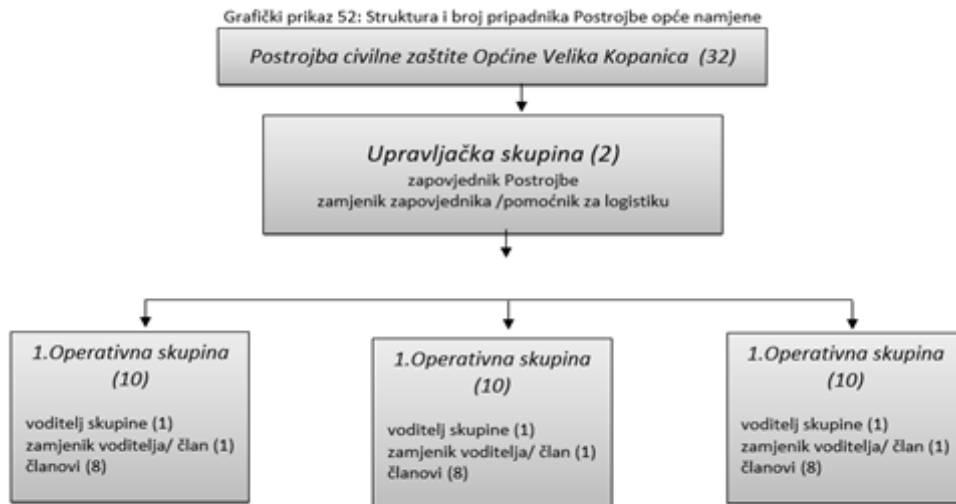 Grafički prikaz 52: Struktura i broj pripadnika Postrojbe opće namjene
Postrojba civilne zaštite Općine Velika Kopanica (32)
Upravljačka skupina (2)
zapovjednik Postrojbe
zamjenik zapovjednika /pomoćnik za logistiku
1.Operativna skupina
(10)
voditelj skupine (1)
zamjenik voditelja/ član (1)
članovi (8)
1.Operativna skupina
(10)
voditelj skupine (1)
zamjenik voditelja/ član (1)
članovi (8)
1.Operativna skupina
(10)
voditelj skupine (1)
zamjenik voditelja/ član (1)
članovi (8)